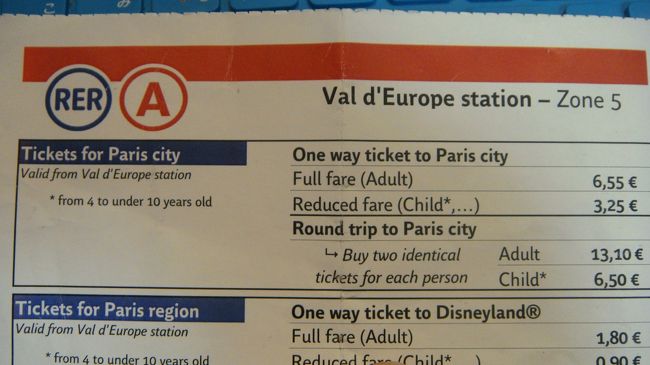 RER A
Val d'Europe station – Zone 5
Tickets for Paris city
Valid from Val d'Europe station
* from 4 to under 10 years old
One way ticket to Paris city
Full fare (Adult) 6,55 €
Reduced fare (Child*,...) 3,25 €
Round trip to Paris city
↳ Buy two identical Adult 13,10 €
tickets for each person Child* 6,50 €
Tickets for Paris region
Valid from Val d'Europe station
* from 4 to under 10 years old
One way ticket to Disneyland®
Full fare (Adult) 1,80 €
Reduced fare (Child*,...) 0,90 €